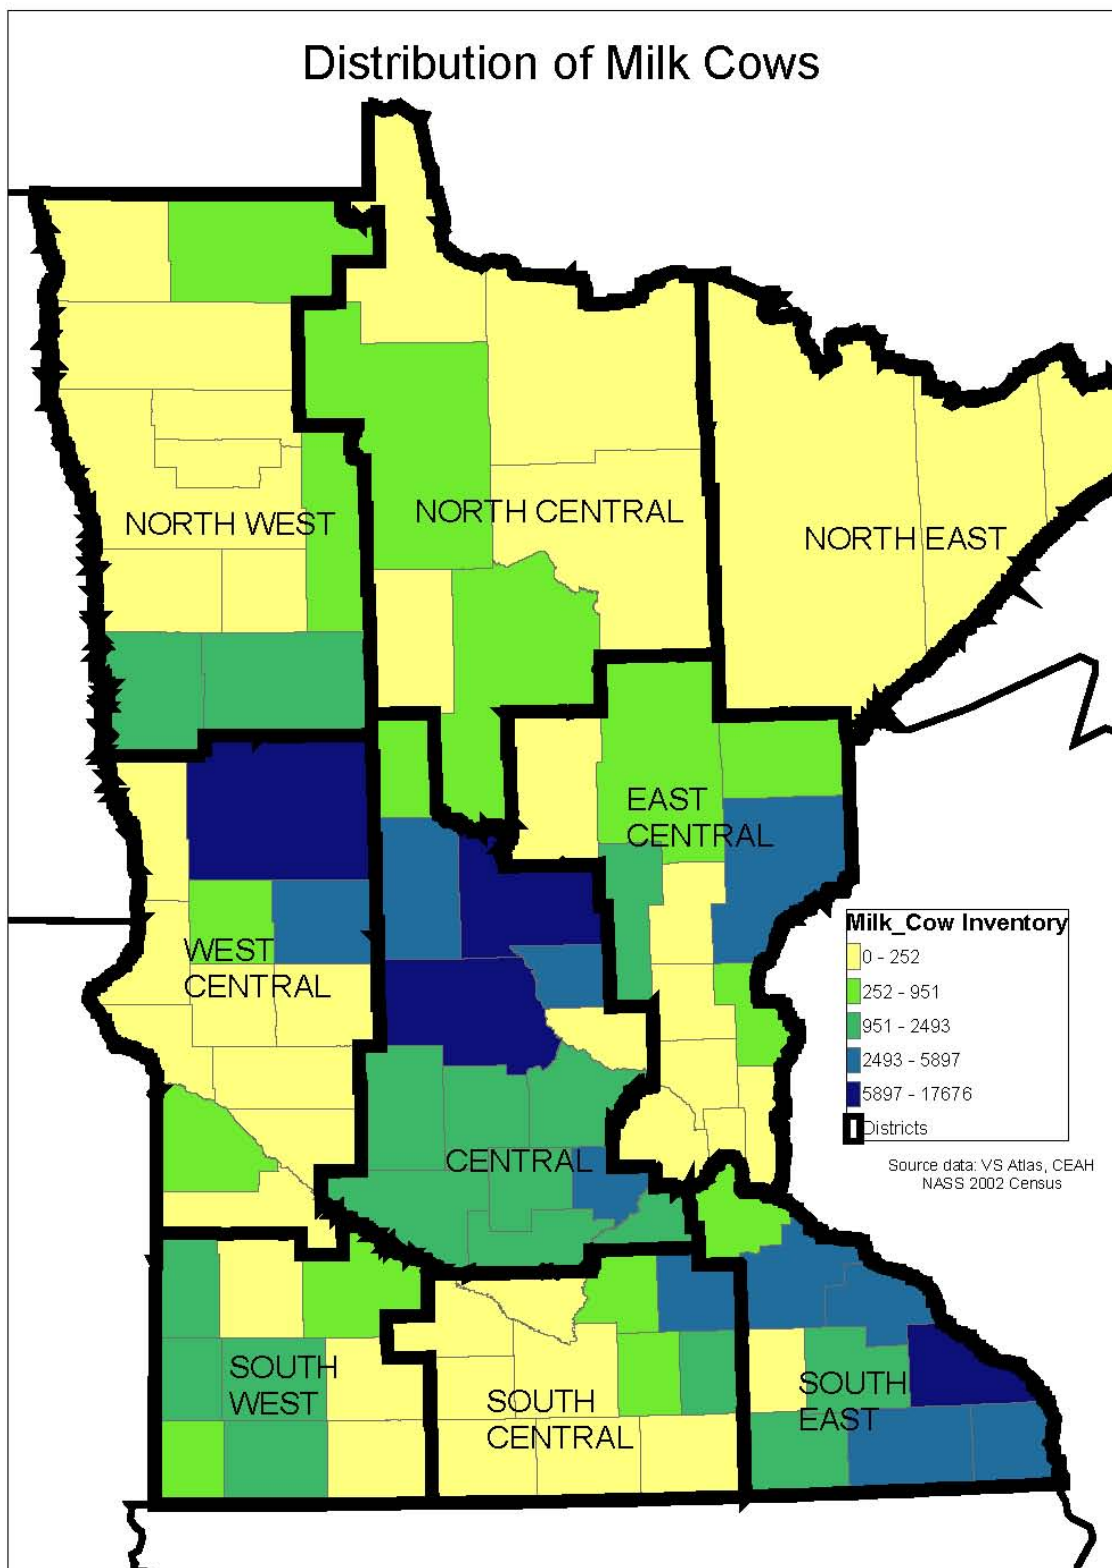 Distribution of Milk Cows
NORTH WEST
NORTH CENTRAL
NORTH EAST
EAST
CENTRAL
WEST
CENTRAL
Milk_Cow Inventory
0 - 252
252 - 951
951 - 2493
2493 - 5897
5897 - 17676
Districts
Source data: VS Atlas, CEAH
NASS 2002 Census
CENTRAL
SOUTH
WEST
SOUTH
CENTRAL
SOUTH
EAST